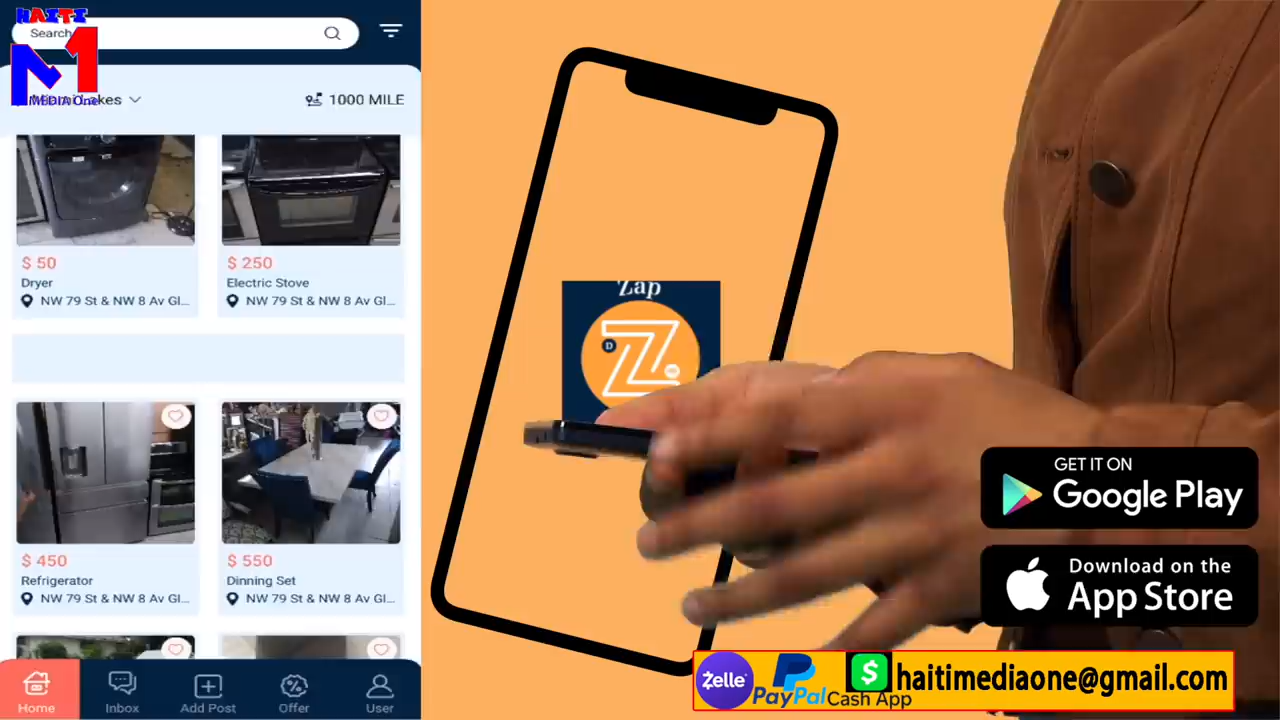 HAITI
Search
MEDIA One
Lakes
1000 MILE
$ 50
Dryer
NW 79 St & NW 8 Av Gl...
$ 250
Electric Stove
NW 79 St & NW 8 Av Gl...
$ 450
Refrigerator
NW 79 St & NW 8 Av Gl...
$ 550
Dinning Set
NW 79 St & NW 8 Av Gl...
Home
Inbox
Add Post
Offer
User
Zap
D
Z
GET IT ON
Google Play
Download on the
App Store
Zelle
PayPal
$
Cash App
haitimediaone@gmail.com